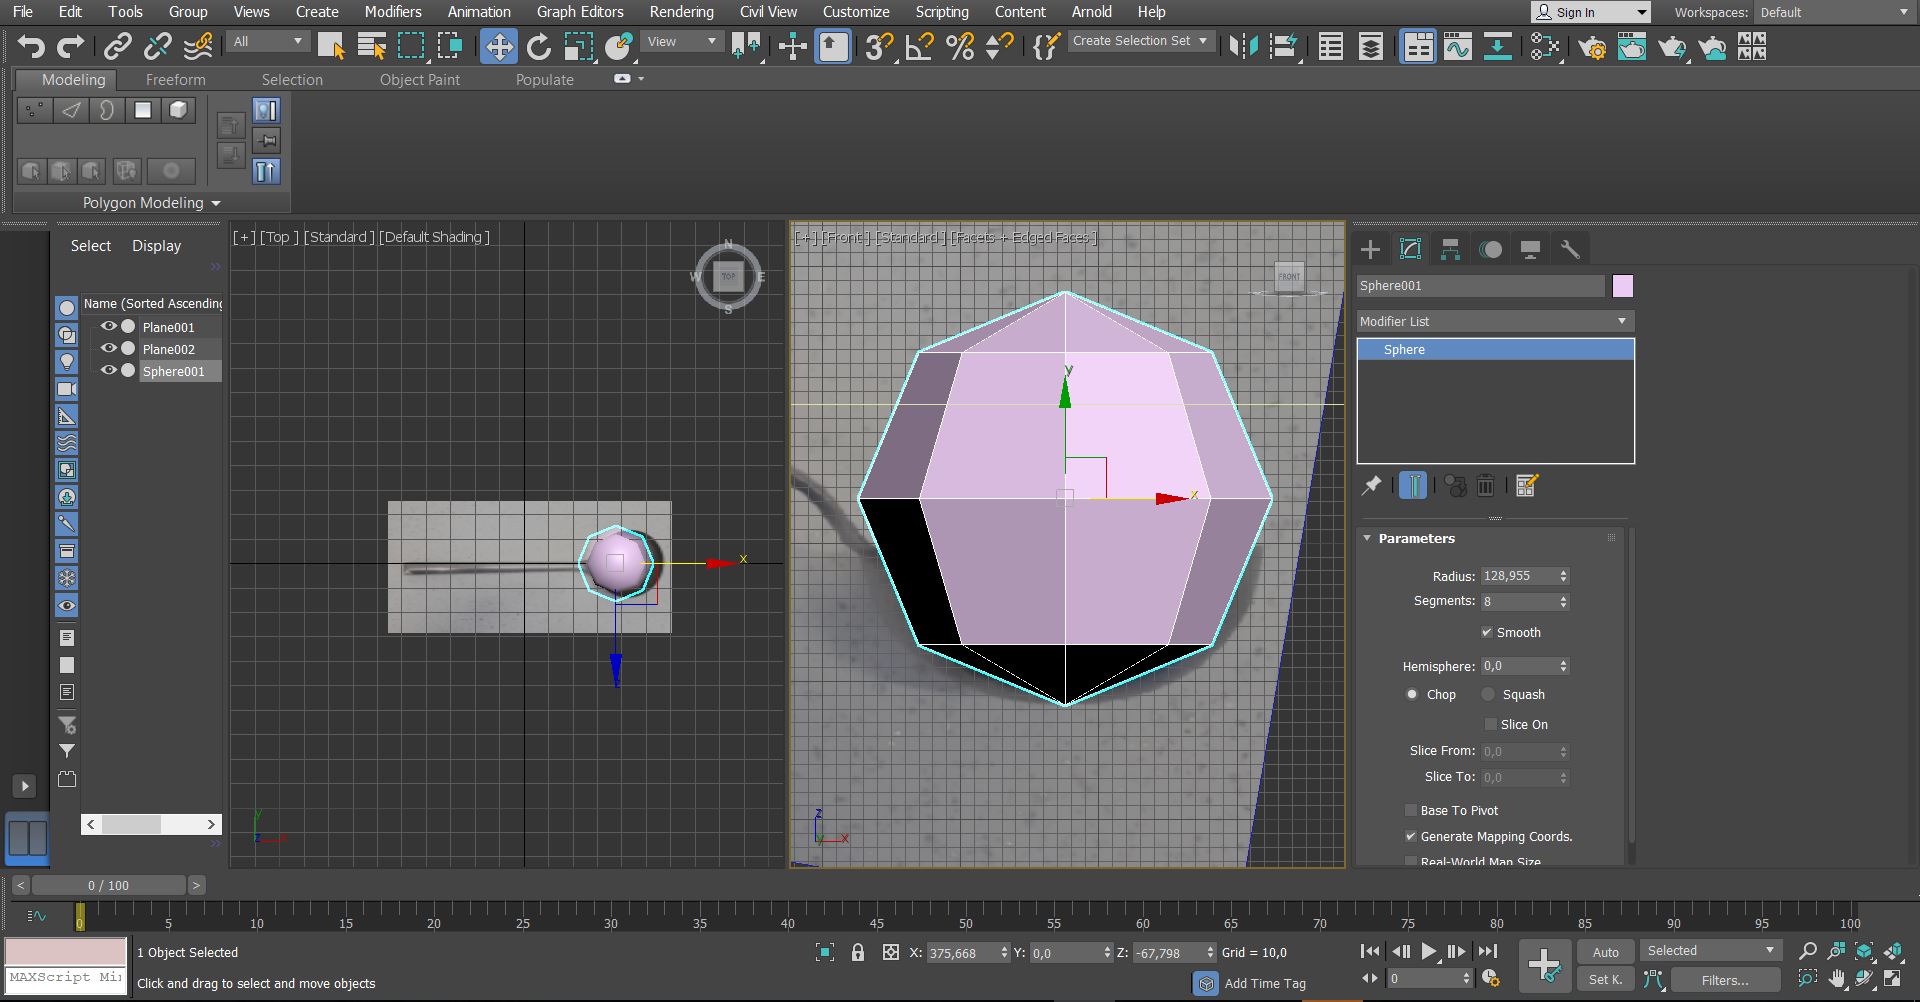 File Edit Tools Group Views Create Modifiers Animation Graph Editors Rendering Civil View Customize Scripting Content Arnold Help Sign In Workspaces: Default
All View Create Selection Set
Modeling Freeform Selection Object Paint Populate
Polygon Modeling
Select Display
Name (Sorted Ascending
Plane001
Plane002
Sphere001
[+] [Top ] [Standard ] [Default Shading ]
N
W TOP E
S
x
y
z x
[+] [Front ] [Standard ] [Facets + Edged Faces ]
FRONT
y
x
z
y x
Sphere001
Modifier List
Sphere
Parameters
Radius: 128,955
Segments: 8
Smooth
Hemisphere: 0,0
Chop Squash
Slice On
Slice From: 0,0
Slice To: 0,0
Base To Pivot
Generate Mapping Coords.
Real-World Map Size
< 0 / 100 >
0 5 10 15 20 25 30 35 40 45 50 55 60 65 70 75 80 85 90 95 100
1 Object Selected X: 375,668 Y: 0,0 Z: -67,798 Grid = 10,0 Auto Selected
MAXScript Mi
Click and drag to select and move objects Add Time Tag 0 Set K. Filters...